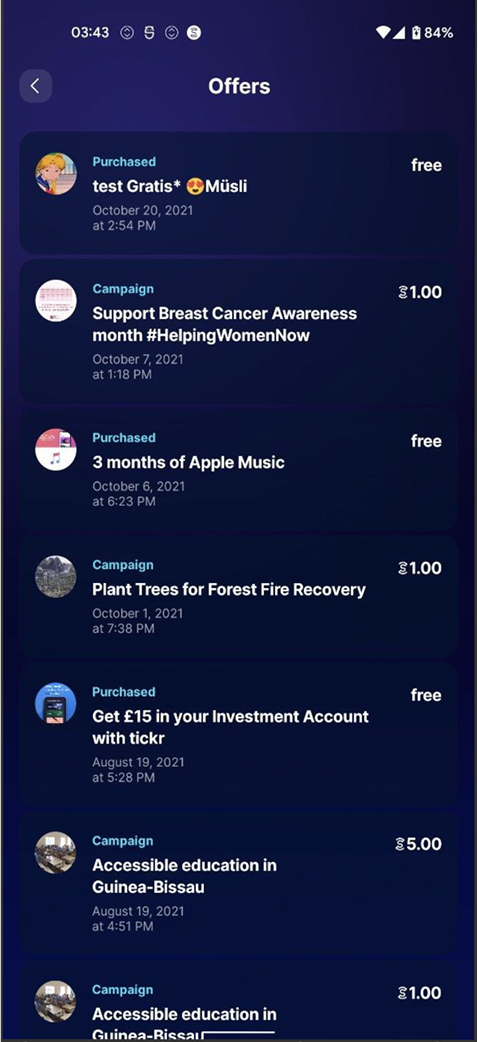 03:43 84%
Offers
Purchased
free
test Gratis* 😍Müsli
October 20, 2021
at 2:54 PM
Campaign
1.00
Support Breast Cancer Awareness
month #HelpingWomenNow
October 7, 2021
at 1:18 PM
Purchased
free
3 months of Apple Music
October 6, 2021
at 6:23 PM
Campaign
1.00
Plant Trees for Forest Fire Recovery
October 1, 2021
at 7:38 PM
Purchased
free
Get £15 in your Investment Account
with tickr
August 19, 2021
at 5:28 PM
Campaign
5.00
Accessible education in
Guinea-Bissau
August 19, 2021
at 4:51 PM
Campaign
1.00
Accessible education in
Guinea-Bissau